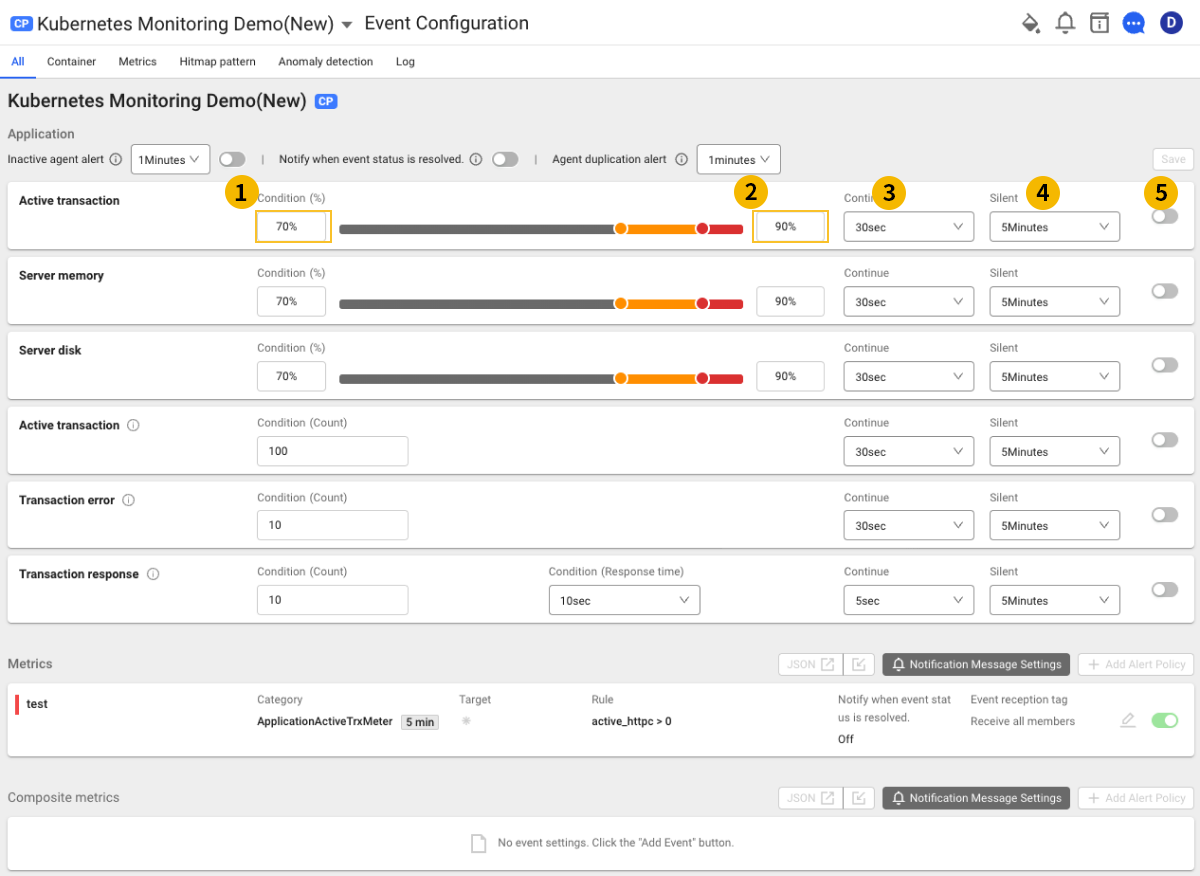 CP Kubernetes Monitoring Demo(New) Event Configuration D
All Container Metrics Hitmap pattern Anomaly detection Log
Kubernetes Monitoring Demo(New) CP
Application
Inactive agent alert 1Minutes | Notify when event status is resolved. | Agent duplication alert 1minutes Save
1 2 3 4 5
Active transaction Condition (%) Silent
70% 90% 30sec 5Minutes
Server memory Condition (%) Continue Silent
70% 90% 30sec 5Minutes
Server disk Condition (%) Continue Silent
70% 90% 30sec 5Minutes
Active transaction Condition (Count) Continue Silent
100 30sec 5Minutes
Transaction error Condition (Count) Continue Silent
10 30sec 5Minutes
Transaction response Condition (Count) Condition (Response time) Continue Silent
10 10sec 5sec 5Minutes
Metrics JSON Notification Message Settings + Add Alert Policy
test Category Target Rule Notify when event stat Event reception tag
us is resolved.
ApplicationActiveTrxMeter 5 min active_httpc > 0 Receive all members
Off
Composite metrics JSON Notification Message Settings + Add Alert Policy
No event settings. Click the "Add Event" button.